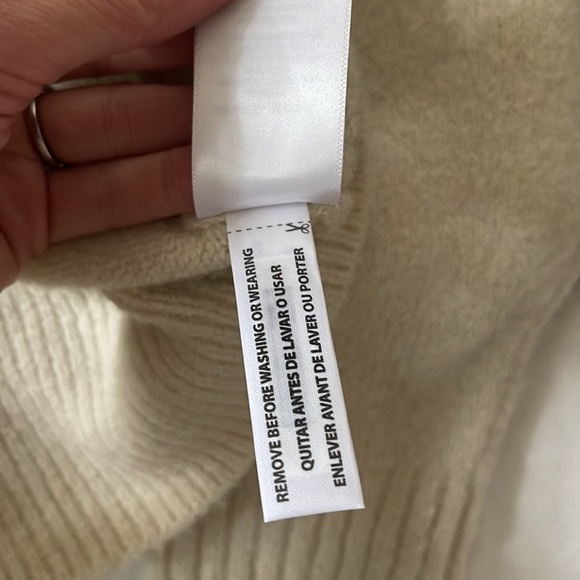 REMOVE BEFORE WASHING OR WEARING
QUITAR ANTES DE LAVAR O USAR
ENLEVER AVANT DE LAVER OU PORTER